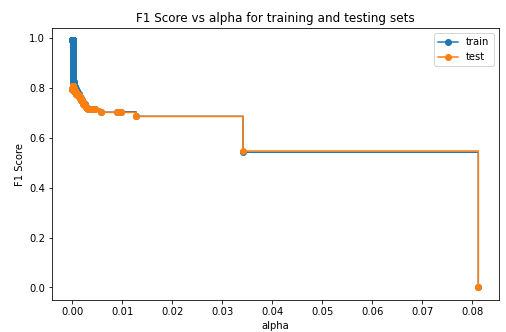 F1 Score vs alpha for training and testing sets
train
test
F1 Score
1.0
0.8
0.6
0.4
0.2
0.0
0.00 0.01 0.02 0.03 0.04 0.05 0.06 0.07 0.08
alpha